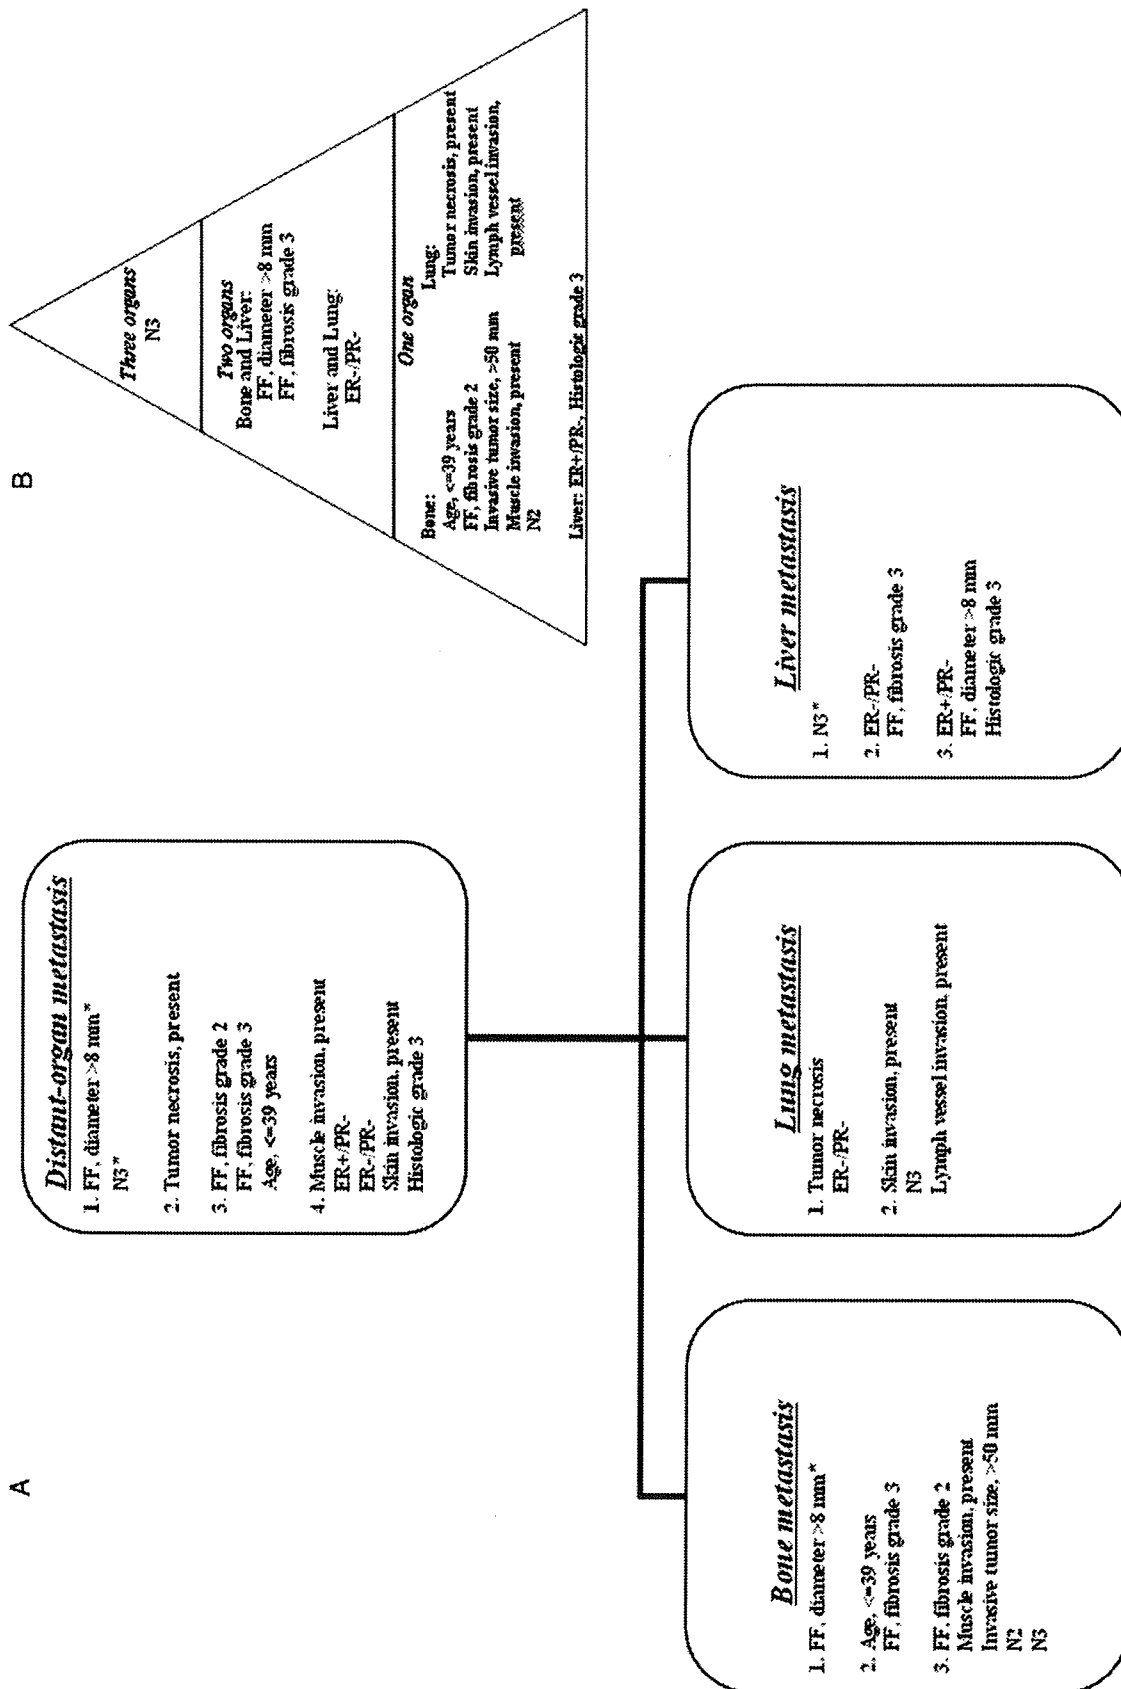 A
Distant-organ metastasis
1. FF, diameter >8 mm*
N3*
2. Tumor necrosis, present
3. FF, fibrosis grade 2
FF, fibrosis grade 3
Age, <=39 years
4. Muscle invasion, present
ER+/PR-
ER-/PR-
Skin invasion, present
Histologic grade 3
Bone metastasis
1. FF, diameter >8 mm*
2. Age, <=39 years
FF, fibrosis grade 3
3. FF, fibrosis grade 2
Muscle invasion, present
Invasive tumor size, >50 mm
N2
N3
Lung metastasis
1. Tumor necrosis
ER-/PR-
2. Skin invasion, present
N3
Lymph vessel invasion, present
Liver metastasis
1. N3*
2. ER-/PR-
FF, fibrosis grade 3
3. ER+/PR-
FF, diameter >8 mm
Histologic grade 3
B
Three organs
N3
Two organs
Bone and Liver:
FF, diameter >8 mm
FF, fibrosis grade 3
Liver and Lung:
ER-/PR-
One organ
Bone:
Age, <=39 years
FF, fibrosis grade 2
Invasive tumor size, >50 mm
Muscle invasion, present
N2
Lung:
Tumor necrosis, present
Skin invasion, present
Lymph vessel invasion,
present
Liver: ER+/PR-, Histologic grade 3